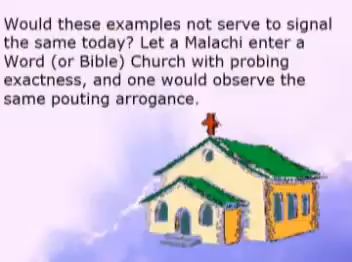 Would these examples not serve to signal
the same today? Let a Malachi enter a
Word (or Bible) Church with probing
exactness, and one would observe the
same pouting arrogance.